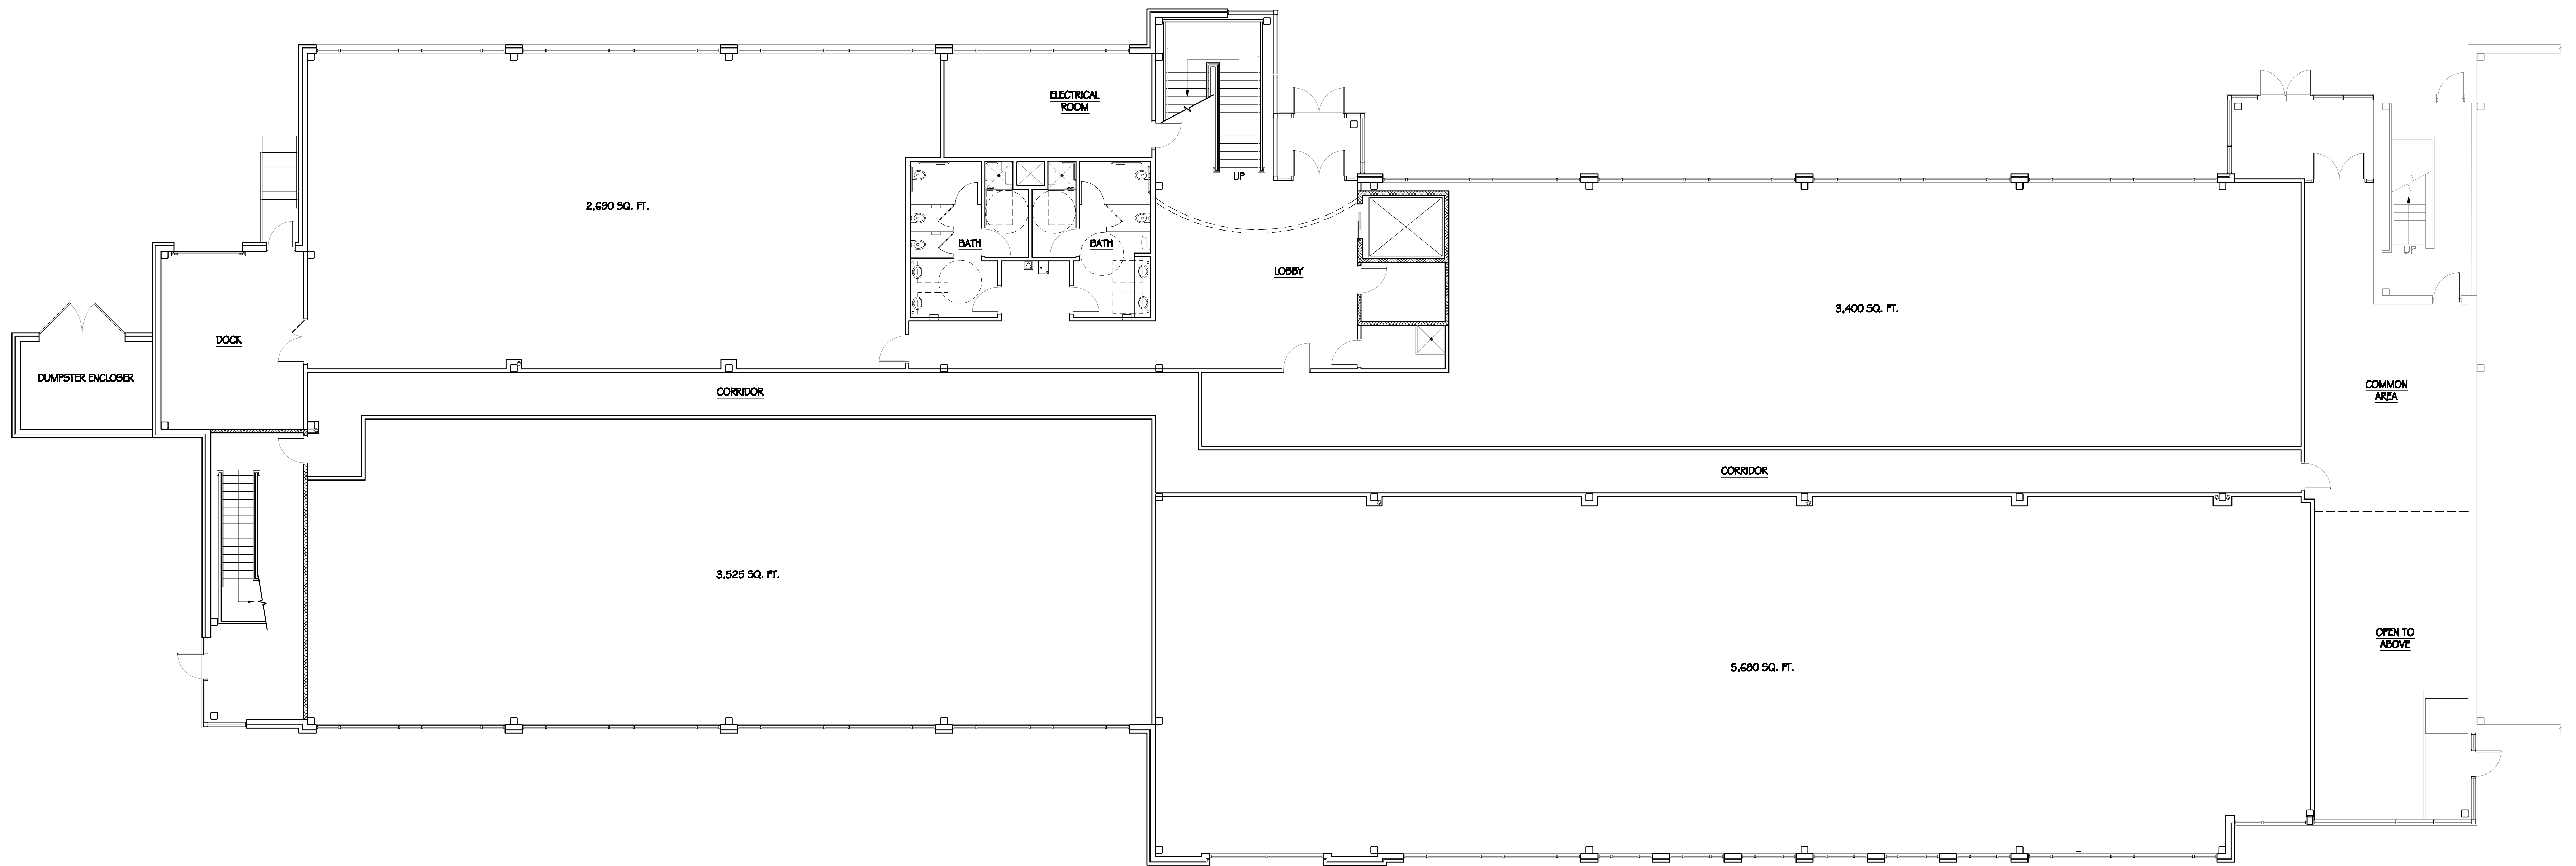 ELECTRICAL
ROOM
UP
2,690 SQ. FT.
BATH
BATH
LOBBY
UP
3,400 SQ. FT.
DOCK
DUMPSTER ENCLOSER
CORRIDOR
COMMON
AREA
CORRIDOR
3,525 SQ. FT.
OPEN TO
ABOVE
5,680 SQ. FT.